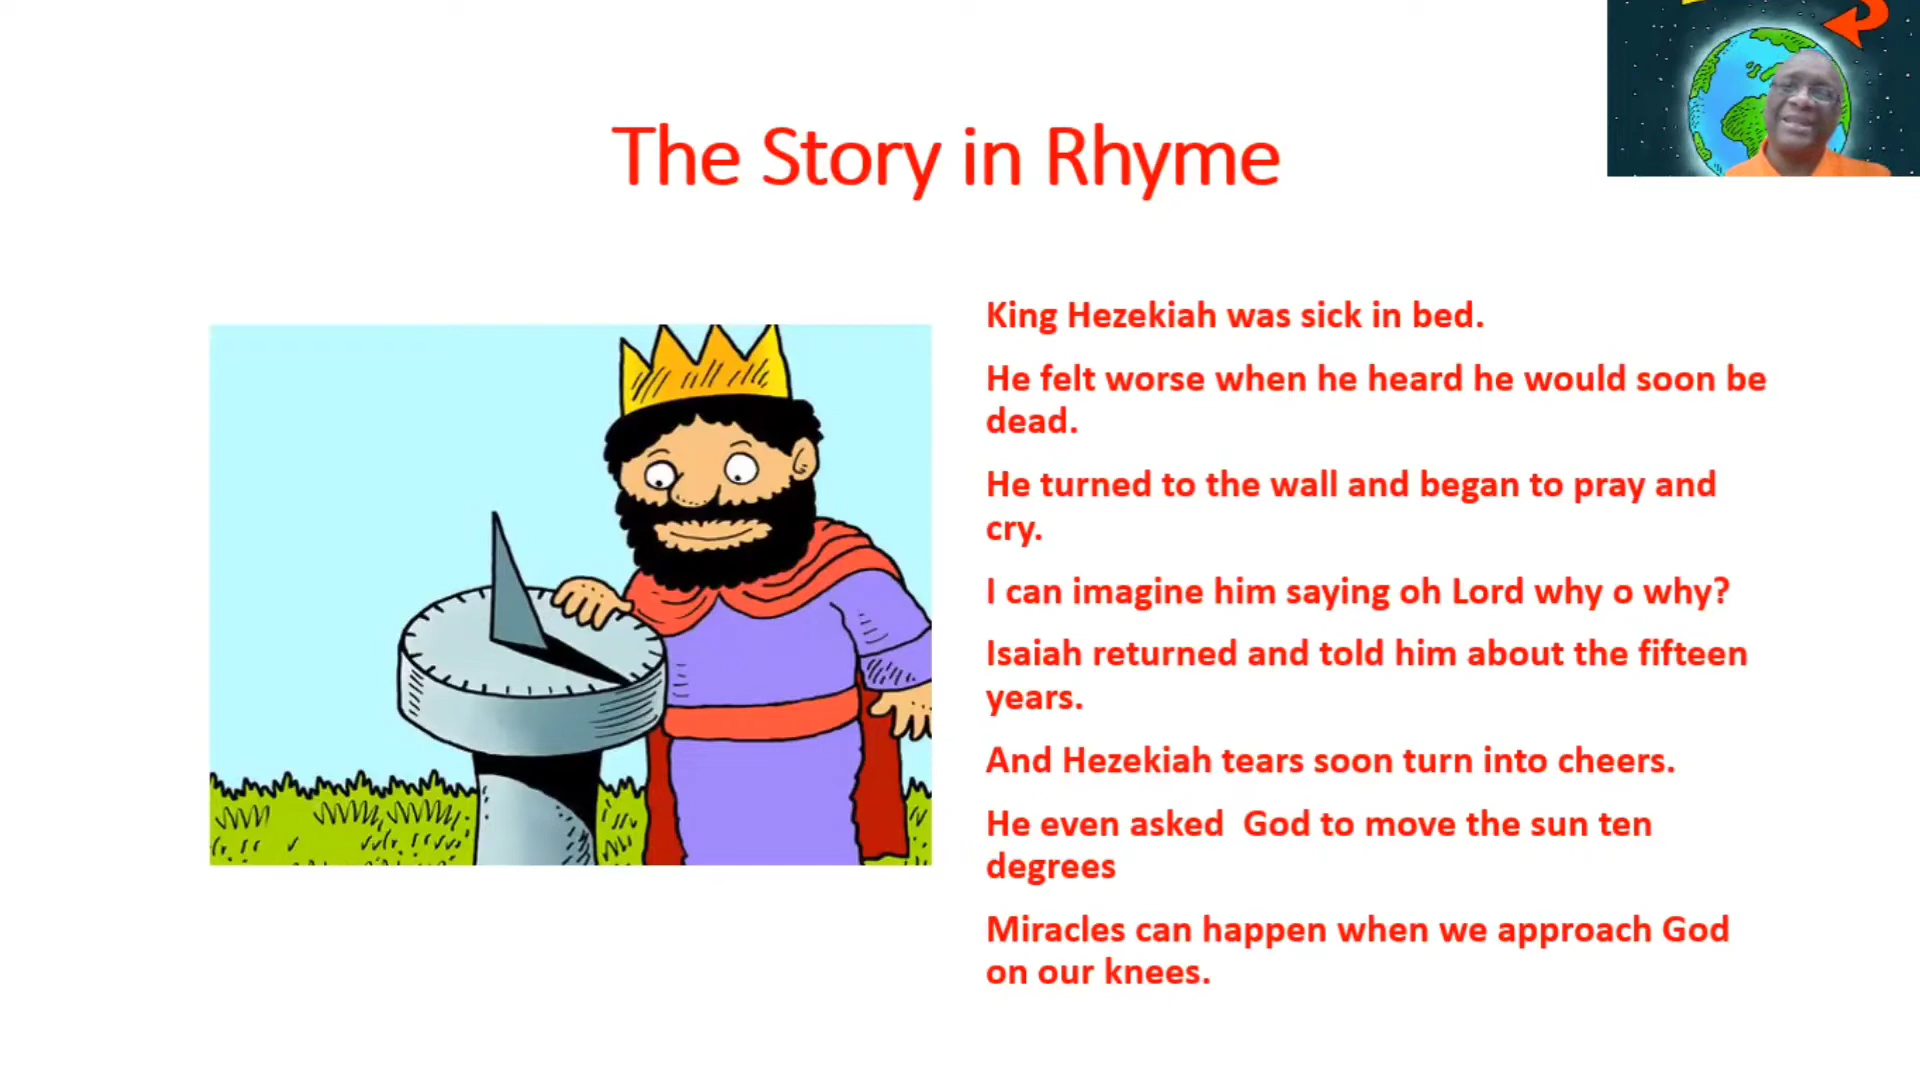 The Story in Rhyme
King Hezekiah was sick in bed.
He felt worse when he heard he would soon be
dead.
He turned to the wall and began to pray and
cry.
I can imagine him saying oh Lord why o why?
Isaiah returned and told him about the fifteen
years.
And Hezekiah tears soon turn into cheers.
He even asked  God to move the sun ten
degrees
Miracles can happen when we approach God
on our knees.